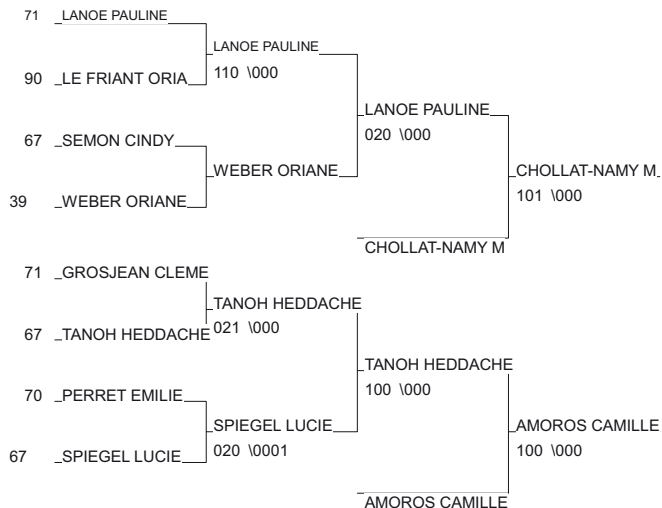 71 LANOE PAULINE
LANOE PAULINE
110 \000
90 LE FRIANT ORIA
LANOE PAULINE
020 \000
67 SEMON CINDY
WEBER ORIANE
CHOLLAT-NAMY M
101 \000
39 WEBER ORIANE
CHOLLAT-NAMY M
71 GROSJEAN CLEME
TANOH HEDDACHE
021 \000
67 TANOH HEDDACHE
TANOH HEDDACHE
100 \000
70 PERRET EMILIE
SPIEGEL LUCIE
020 \0001
AMOROS CAMILLE
100 \000
67 SPIEGEL LUCIE
AMOROS CAMILLE